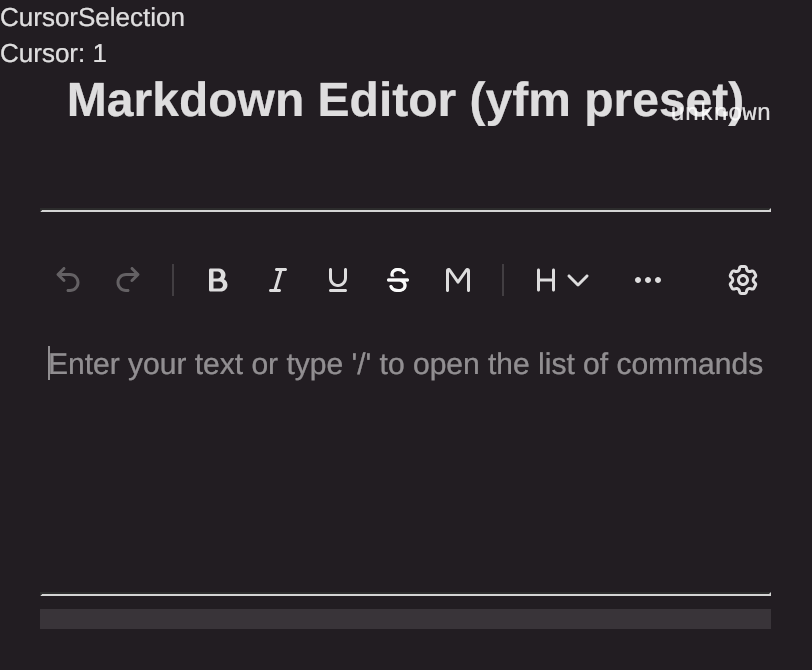 CursorSelection
Cursor: 1
Markdown Editor (yfm preset)
unknown
B I U S M H
Enter your text or type '/' to open the list of commands